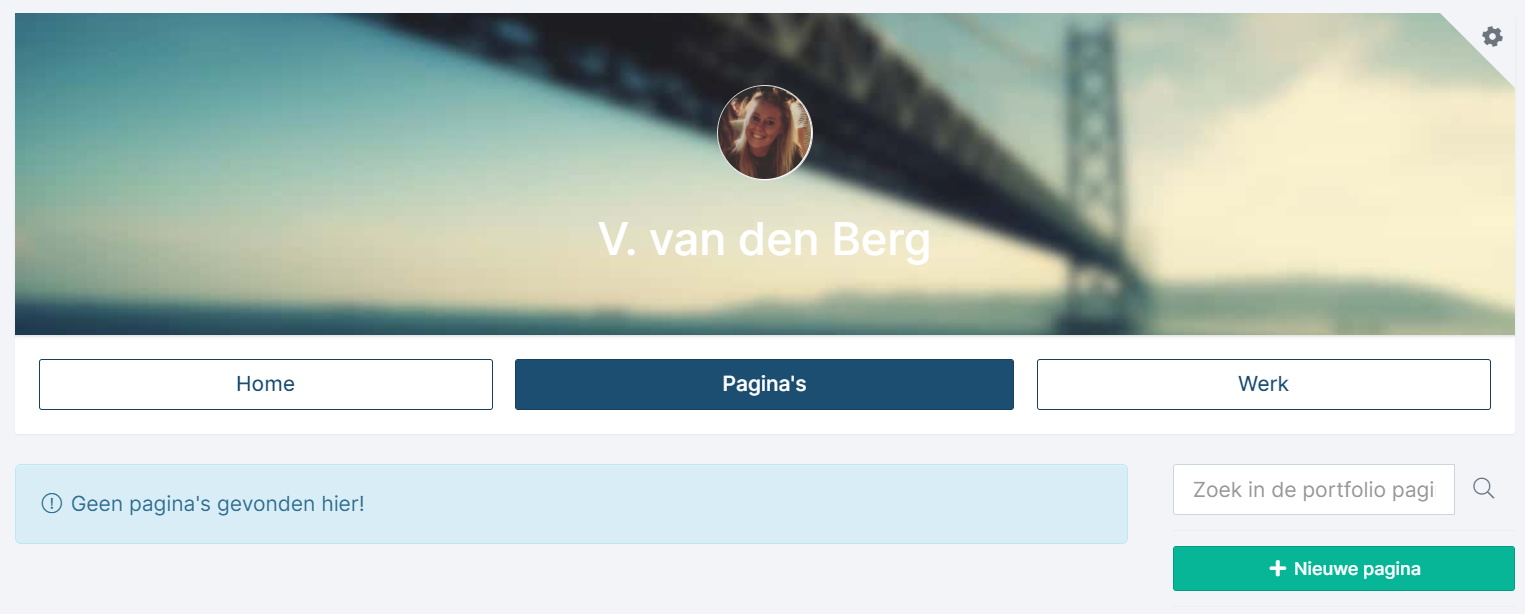 V. van den Berg
Home
Pagina's
Werk
Geen pagina's gevonden hier!
Zoek in de portfolio pagi
Nieuwe pagina